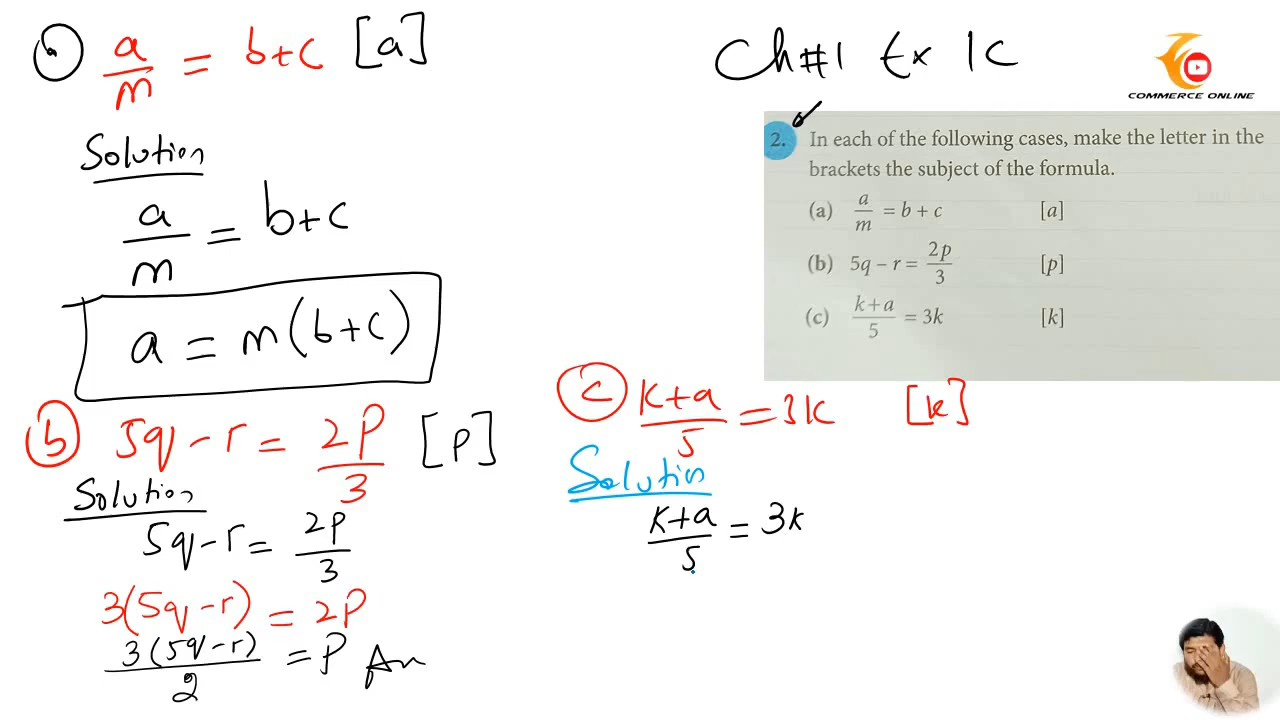 a) a/m = b+c [a]
Solution
a/m = b+c
a = m(b+c)
b) 5q-r = 2P/3 [P]
Solution
5q-r = 2P/3
3(5q-r) = 2P
3(5q-r)/2 = P An
Ch#1 Ex 1C
COMMERCE ONLINE
2. In each of the following cases, make the letter in the
brackets the subject of the formula.
(a) a/m = b + c [a]
(b) 5q – r = 2p/3 [p]
(c) k + a/5 = 3k [k]
c) k+a/5 = 3k [k]
Solution
k+a/5 = 3k